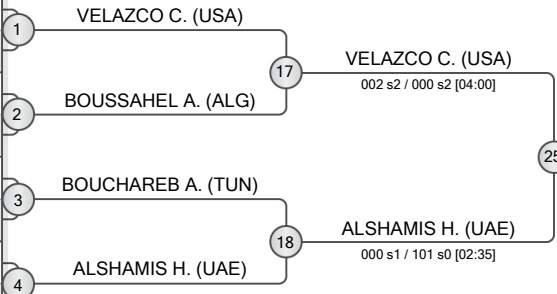 VELAZCO C. (USA)
1
17
VELAZCO C. (USA)
002 s2 / 000 s2 [04:00]
BOUSSAHEL A. (ALG)
2
25
BOUCHAREB A. (TUN)
3
18
ALSHAMIS H. (UAE)
000 s1 / 101 s0 [02:35]
ALSHAMIS H. (UAE)
4